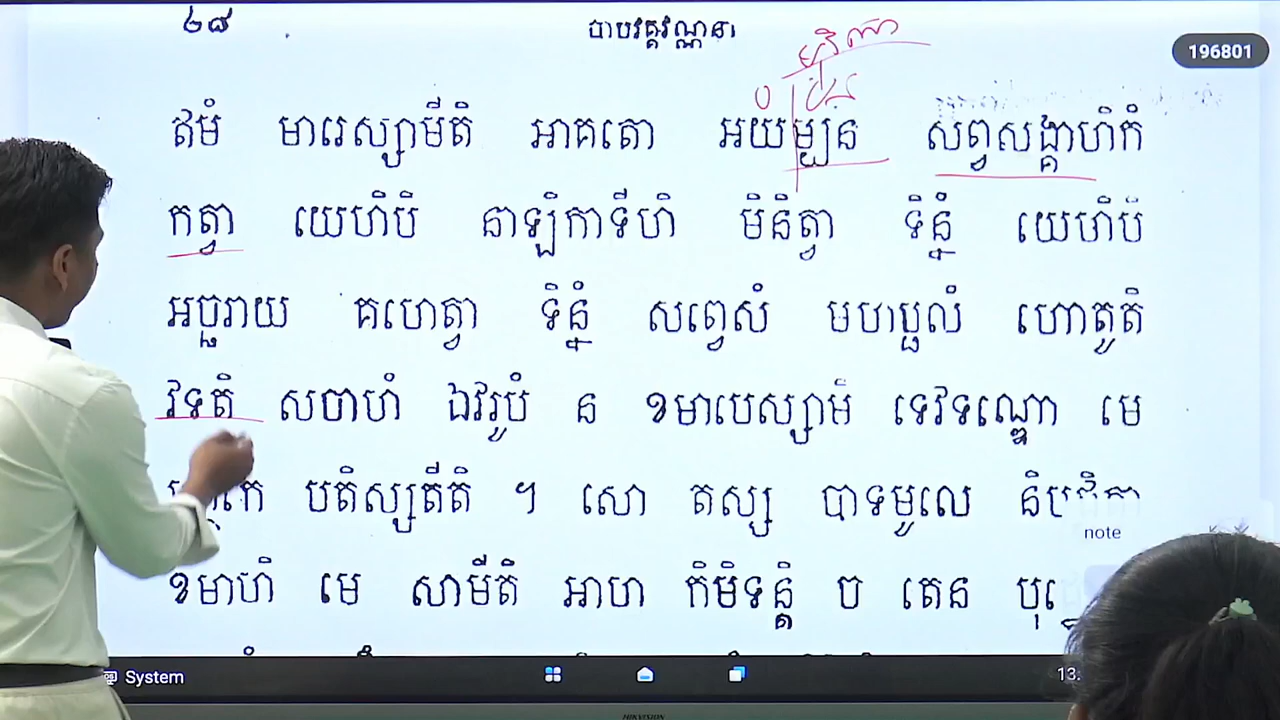 ២៨ បាបវគ្គវណ្ណនា
196801
ឥមំ មារេស្សាមីតិ អាគតោ អយម្បន សព្វសង្គាហិកំ
កត្វា យេហិបិ នាឡិកាទីហិ មិនិត្វា ទិន្នំ យេហិបិ
អច្ឆរាយ គហេត្វា ទិន្នំ សព្វេសំ មហាប្ផលំ ហោតូតិ
វទតិ សចាហំ ឯវរូបំ ន ខមាបេស្សាមិ ទេវទណ្ឌោ មេ
បតិស្សតីតិ ។ សោ តស្ស បាទមូលេ
note
ខមាហិ មេ សាមីតិ អាហ កិមិទន្តិ ច តេន
System
13.
HIKVISION